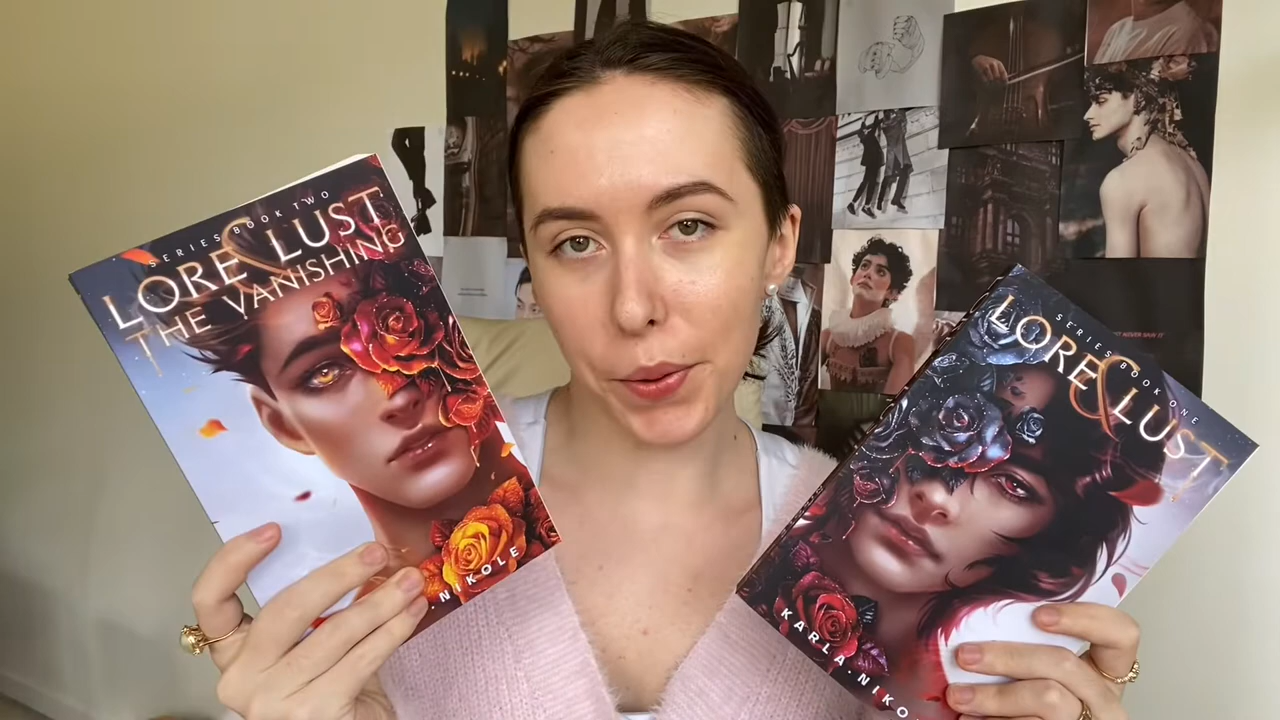 SERIES BOOK TWO
LORE & LUST
THE VANISHING
.NIKOLE
SERIES BOOK ONE
LORE & LUST
KARLA.NIKO